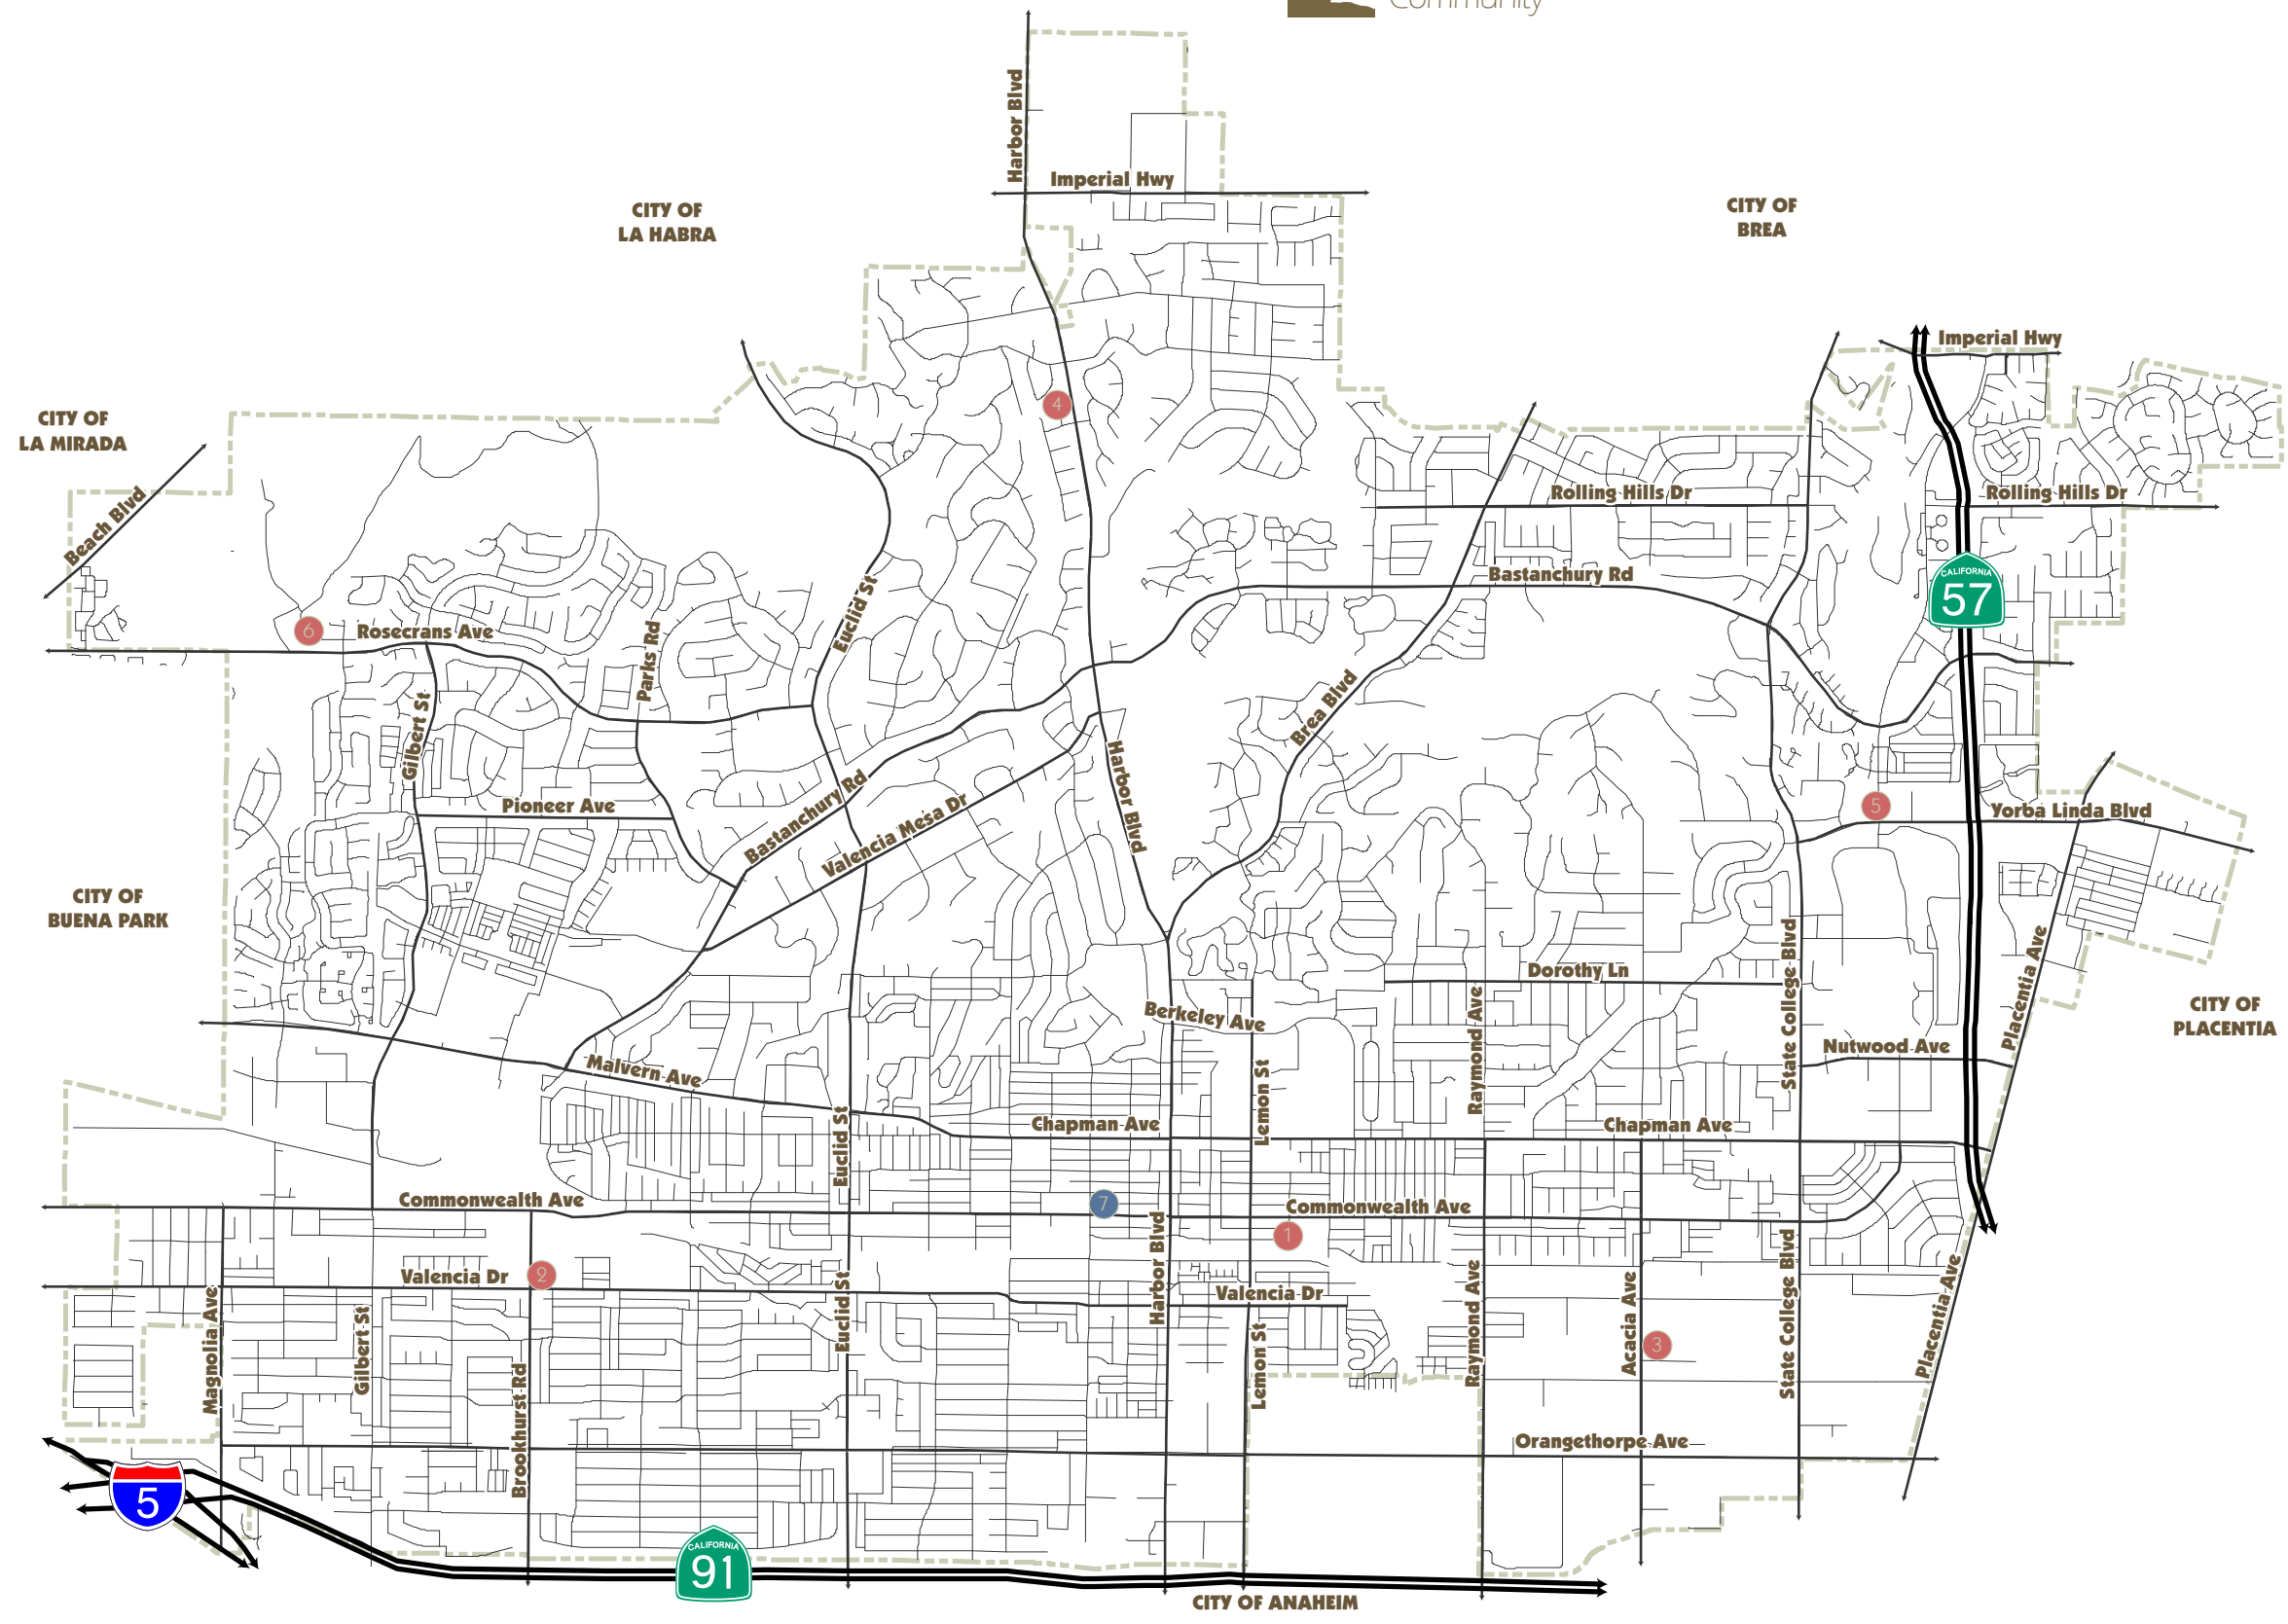 Community
Harbor Blvd
Imperial Hwy
CITY OF
LA HABRA
CITY OF
BREA
Imperial Hwy
4
CITY OF
LA MIRADA
Beach Blvd
Rolling Hills Dr
Rolling Hills Dr
Bastanchury Rd
CALIFORNIA
57
Euclid St
6
Rosecrans Ave
Parks Rd
Gilbert St
Brea Blvd
Harbor Blvd
Pioneer Ave
Bastanchury Rd
Valencia Mesa Dr
5
Yorba Linda Blvd
CITY OF
BUENA PARK
Dorothy Ln
State College Blvd
Placentia Ave
CITY OF
PLACENTIA
Berkeley Ave
Raymond Ave
Nutwood Ave
Malvern Ave
Lemon St
Chapman Ave
Chapman Ave
Euclid St
Commonwealth Ave
7
Commonwealth Ave
1
Harbor Blvd
Valencia Dr
2
Valencia Dr
Euclid St
Magnolia Ave
Gilbert St
Brookhurst Rd
Lemon St
Raymond Ave
Acacia Ave
3
State College Blvd
Placentia Ave
Orangethorpe Ave
5
CALIFORNIA
91
CITY OF ANAHEIM